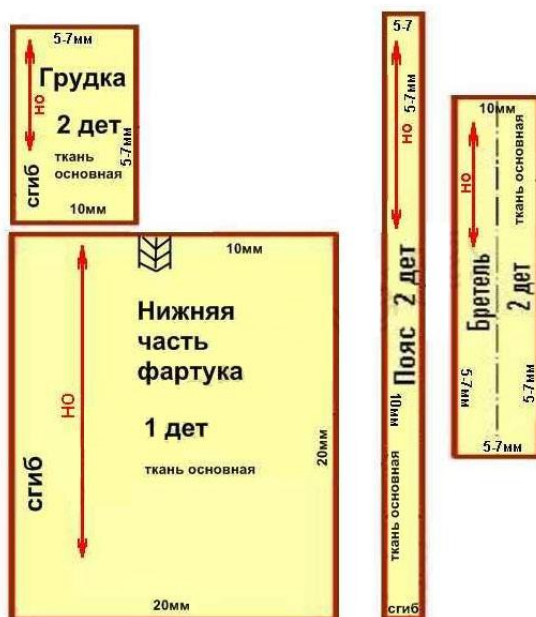 5-7мм
Грудка
но
2 дет
5-7мм
ткань
основная
сгиб
10мм
10мм
Нижняя
часть
фартука
но
1 дет
ткань основная
сгиб
20мм
20мм
5-7
5-7мм
но
Пояс 2 дет
10мм
ткань основная
сгиб
10мм
ткань основная
но
Бретель
2 дет
5-7мм
5-7мм
5-7мм